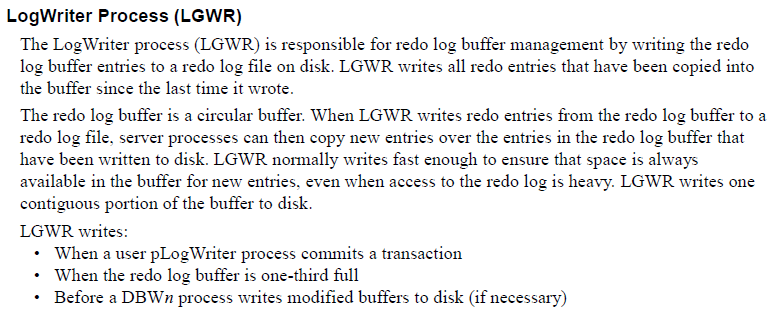 LogWriter Process (LGWR)
The LogWriter process (LGWR) is responsible for redo log buffer management by writing the redo
log buffer entries to a redo log file on disk. LGWR writes all redo entries that have been copied into
the buffer since the last time it wrote.
The redo log buffer is a circular buffer. When LGWR writes redo entries from the redo log buffer to a
redo log file, server processes can then copy new entries over the entries in the redo log buffer that
have been written to disk. LGWR normally writes fast enough to ensure that space is always
available in the buffer for new entries, even when access to the redo log is heavy. LGWR writes one
contiguous portion of the buffer to disk.
LGWR writes:
• When a user pLogWriter process commits a transaction
• When the redo log buffer is one-third full
• Before a DBWn process writes modified buffers to disk (if necessary)